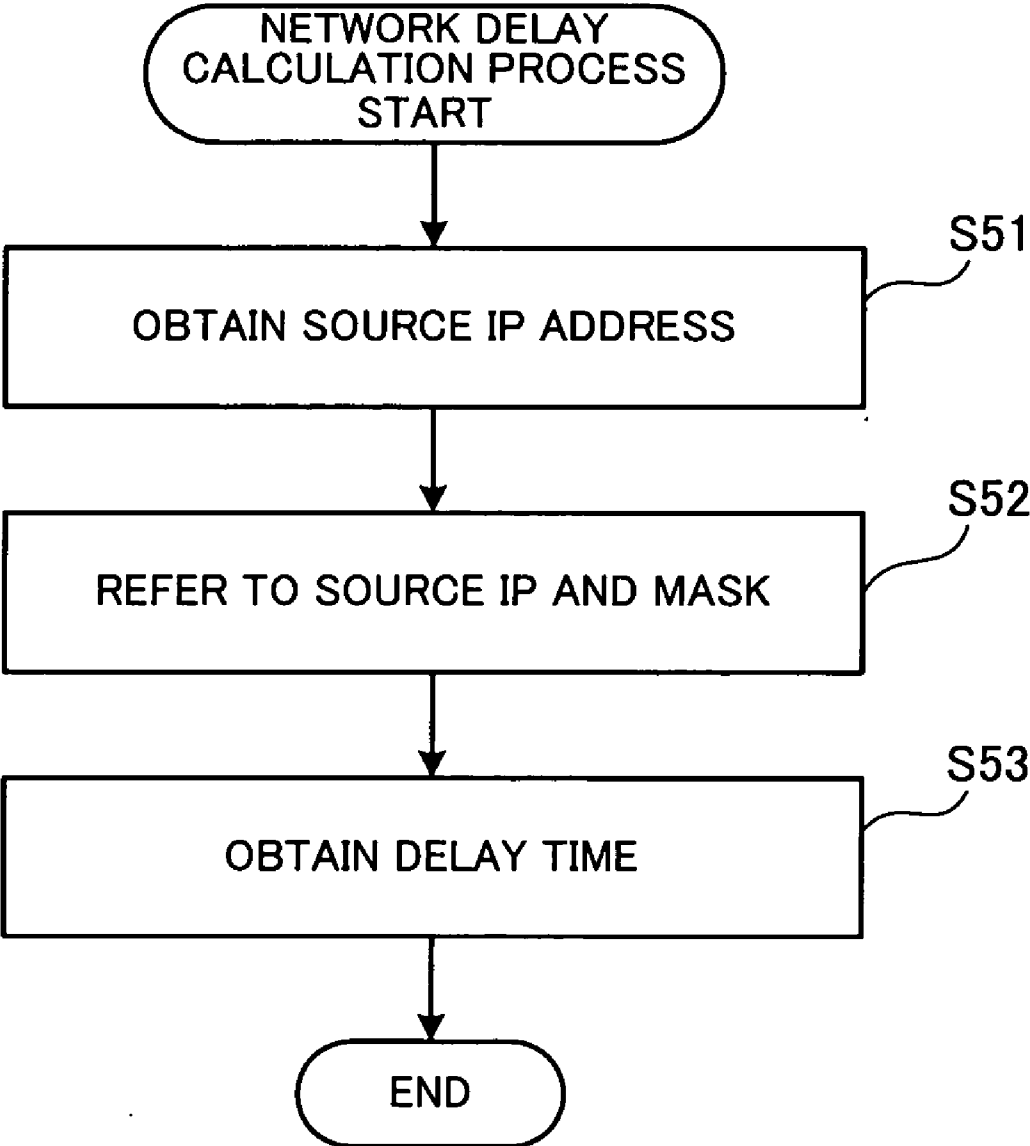 NETWORK DELAY
CALCULATION PROCESS
START
S51
OBTAIN SOURCE IP ADDRESS
S52
REFER TO SOURCE IP AND MASK
S53
OBTAIN DELAY TIME
END